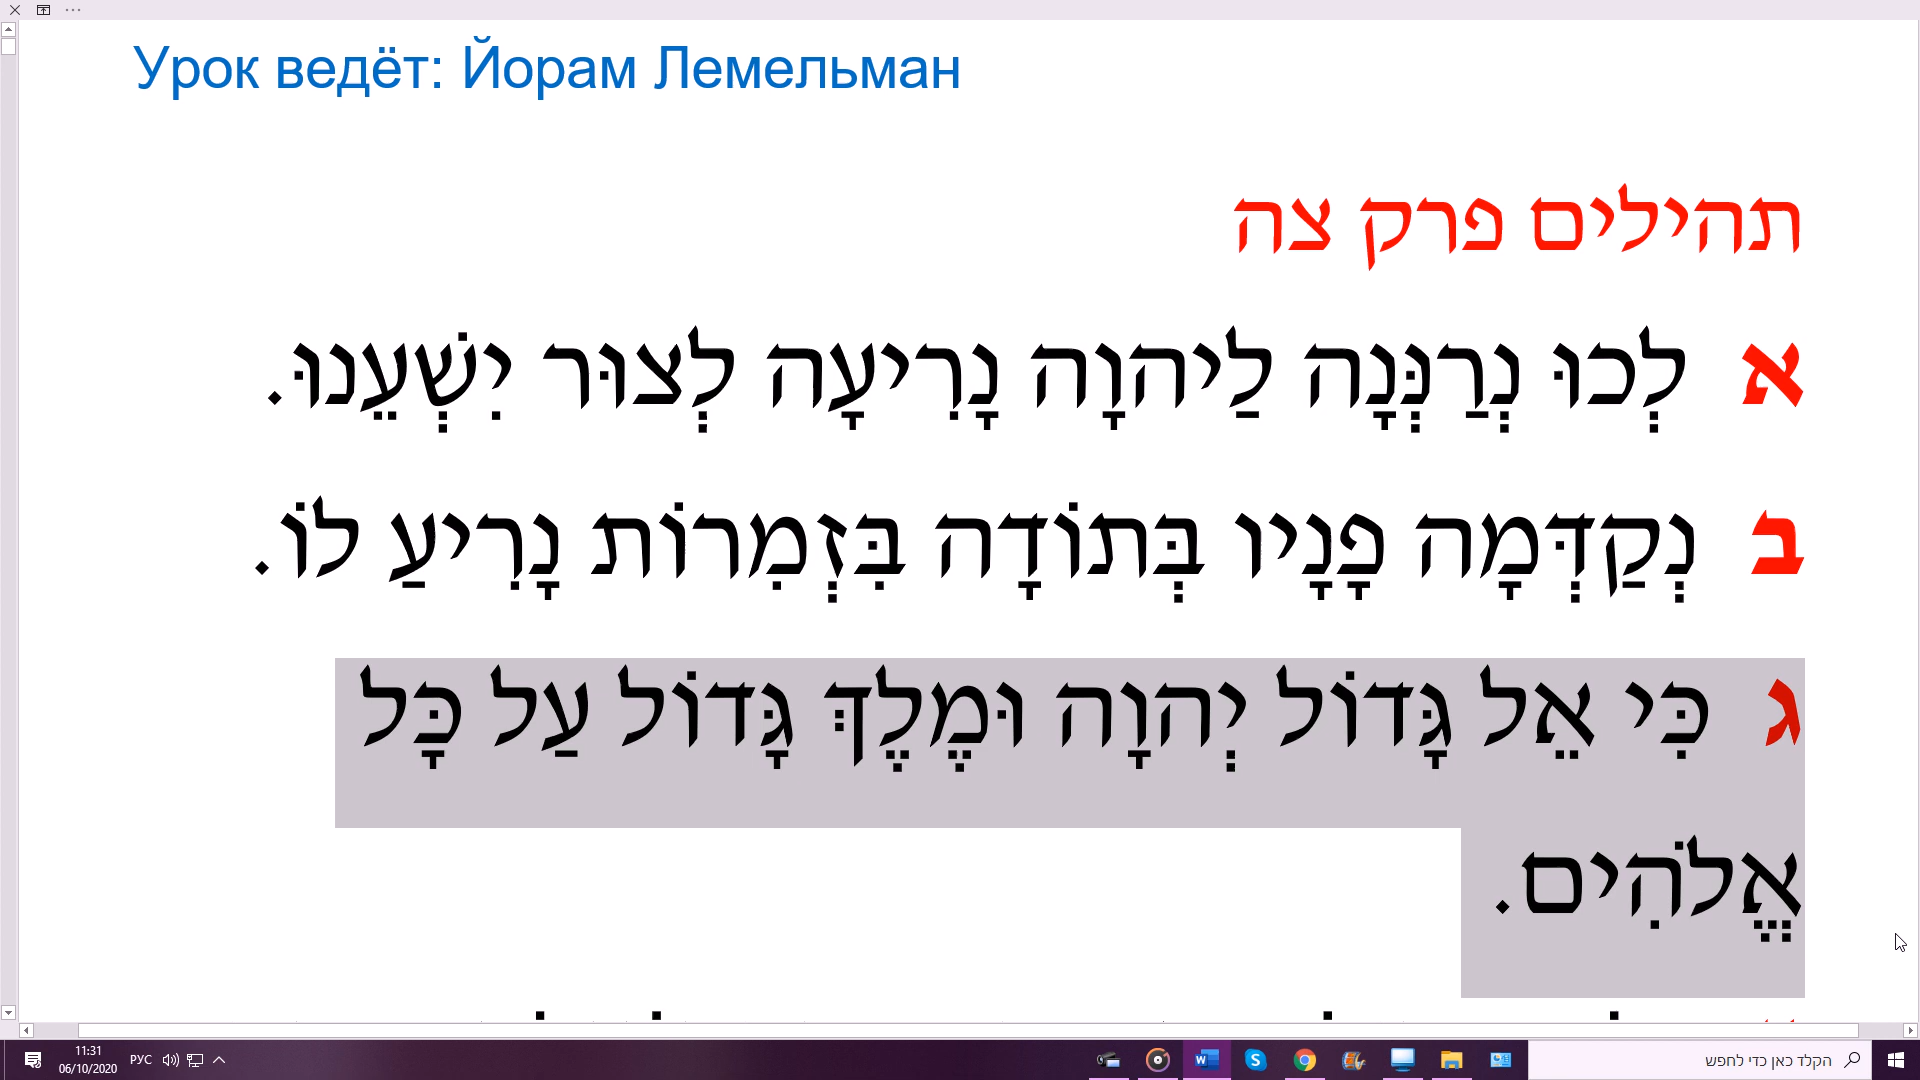 Урок ведёт: Йорам Лемельман
תהילים פרק צה
א לְכוּ נְרַנְּנָה לַיהוָה נָרִיעָה לְצוּר יִשְׁעֵנוּ.
ב נְקַדְּמָה פָנָיו בְּתוֹדָה בִּזְמִרוֹת נָרִיעַ לוֹ.
ג כִּי אֵל גָּדוֹל יְהוָה וּמֶלֶךְ גָּדוֹל עַל כָּל
אֱלֹהִים.
11:31
06/10/2020
РУС
הקלד כאן כדי לחפש